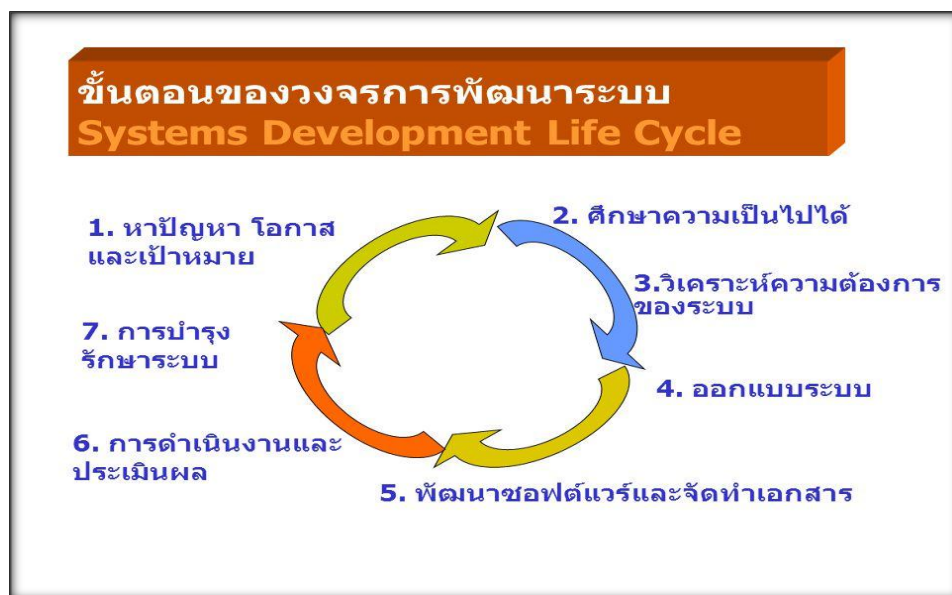 ขั้นตอนของวงจรการพัฒนาระบบ
Systems Development Life Cycle
1. หาปัญหา โอกาส
และเป้าหมาย
2. ศึกษาความเป็นไปได้
3.วิเคราะห์ความต้องการ
ของระบบ
4. ออกแบบระบบ
5. พัฒนาซอฟต์แวร์และจัดทำเอกสาร
6. การดำเนินงานและ
ประเมินผล
7. การบำรุง
รักษาระบบ